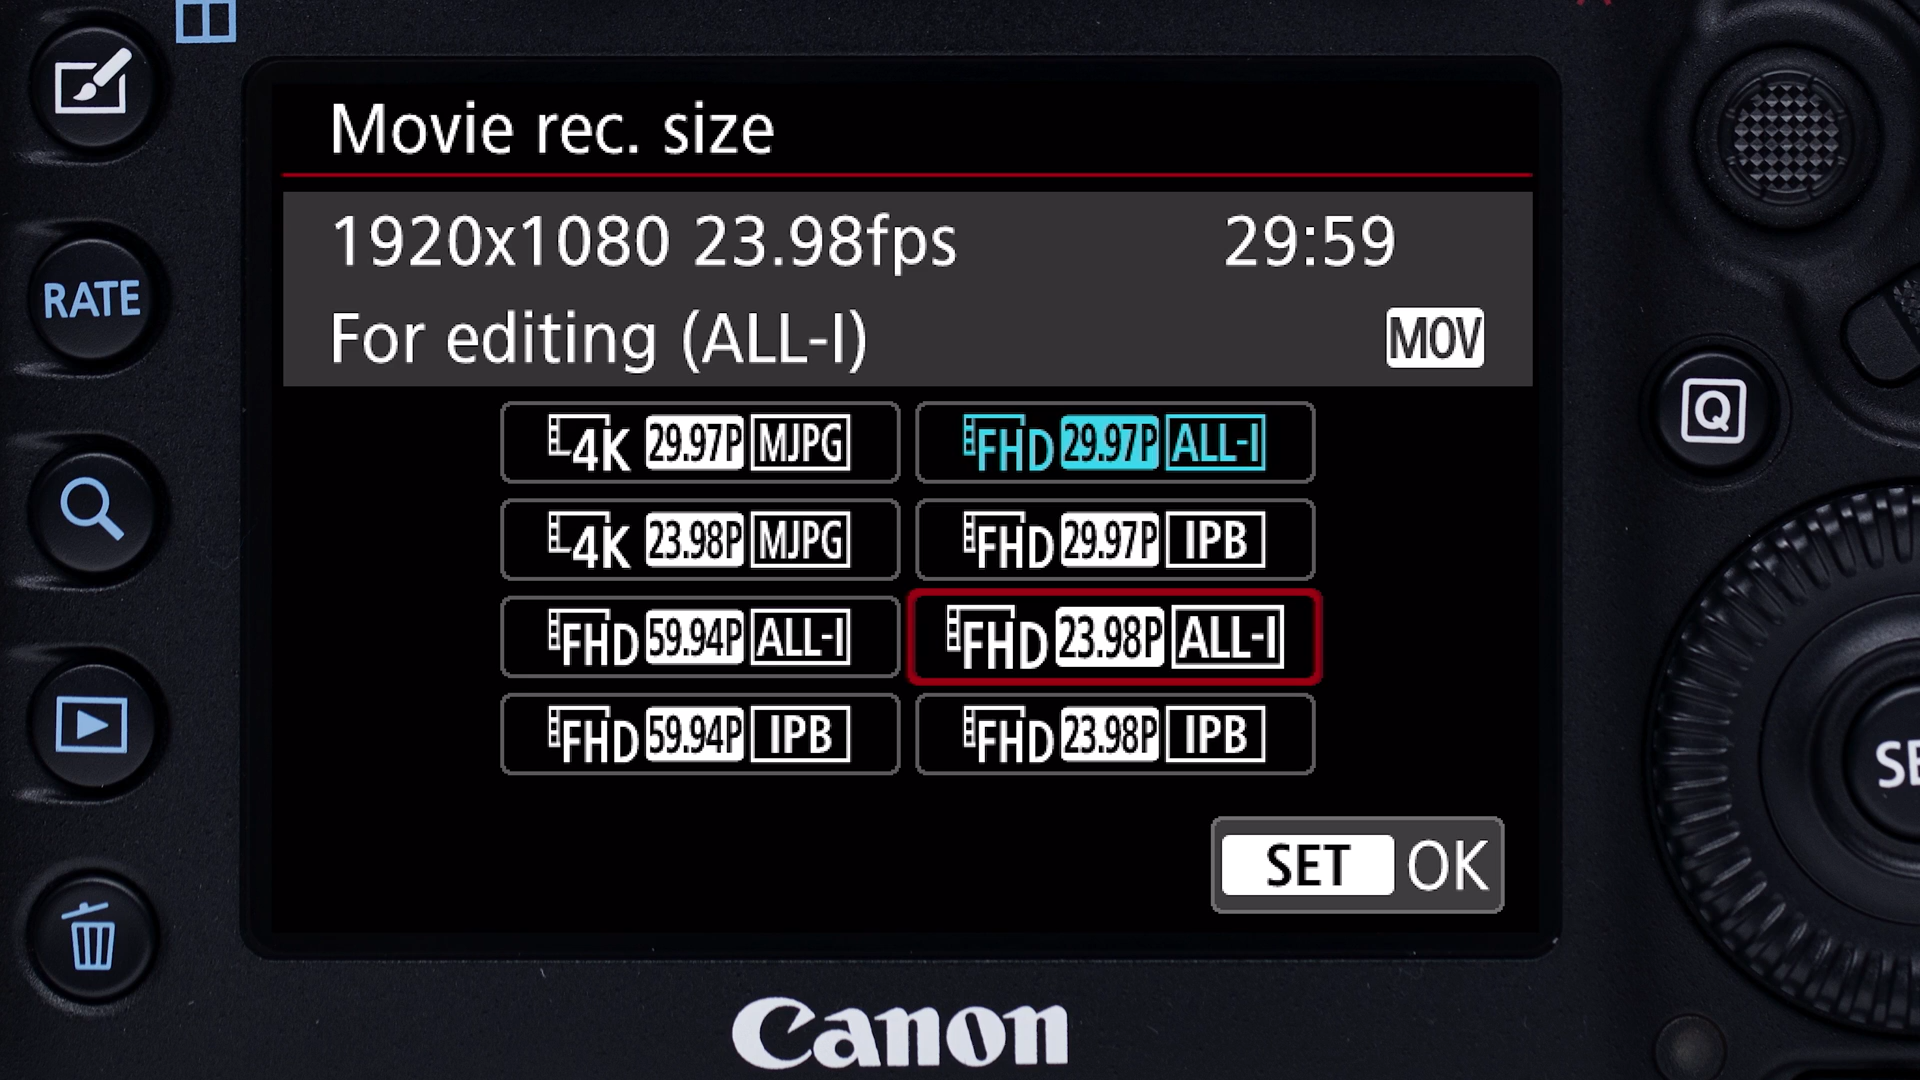 Movie rec. size
1920x1080 23.98fps 29:59
For editing (ALL-I) MOV
4K 29.97P MJPG FHD 29.97P ALL-I
4K 23.98P MJPG FHD 29.97P IPB
FHD 59.94P ALL-I FHD 23.98P ALL-I
FHD 59.94P IPB FHD 23.98P IPB
SET OK
RATE
Q
Canon